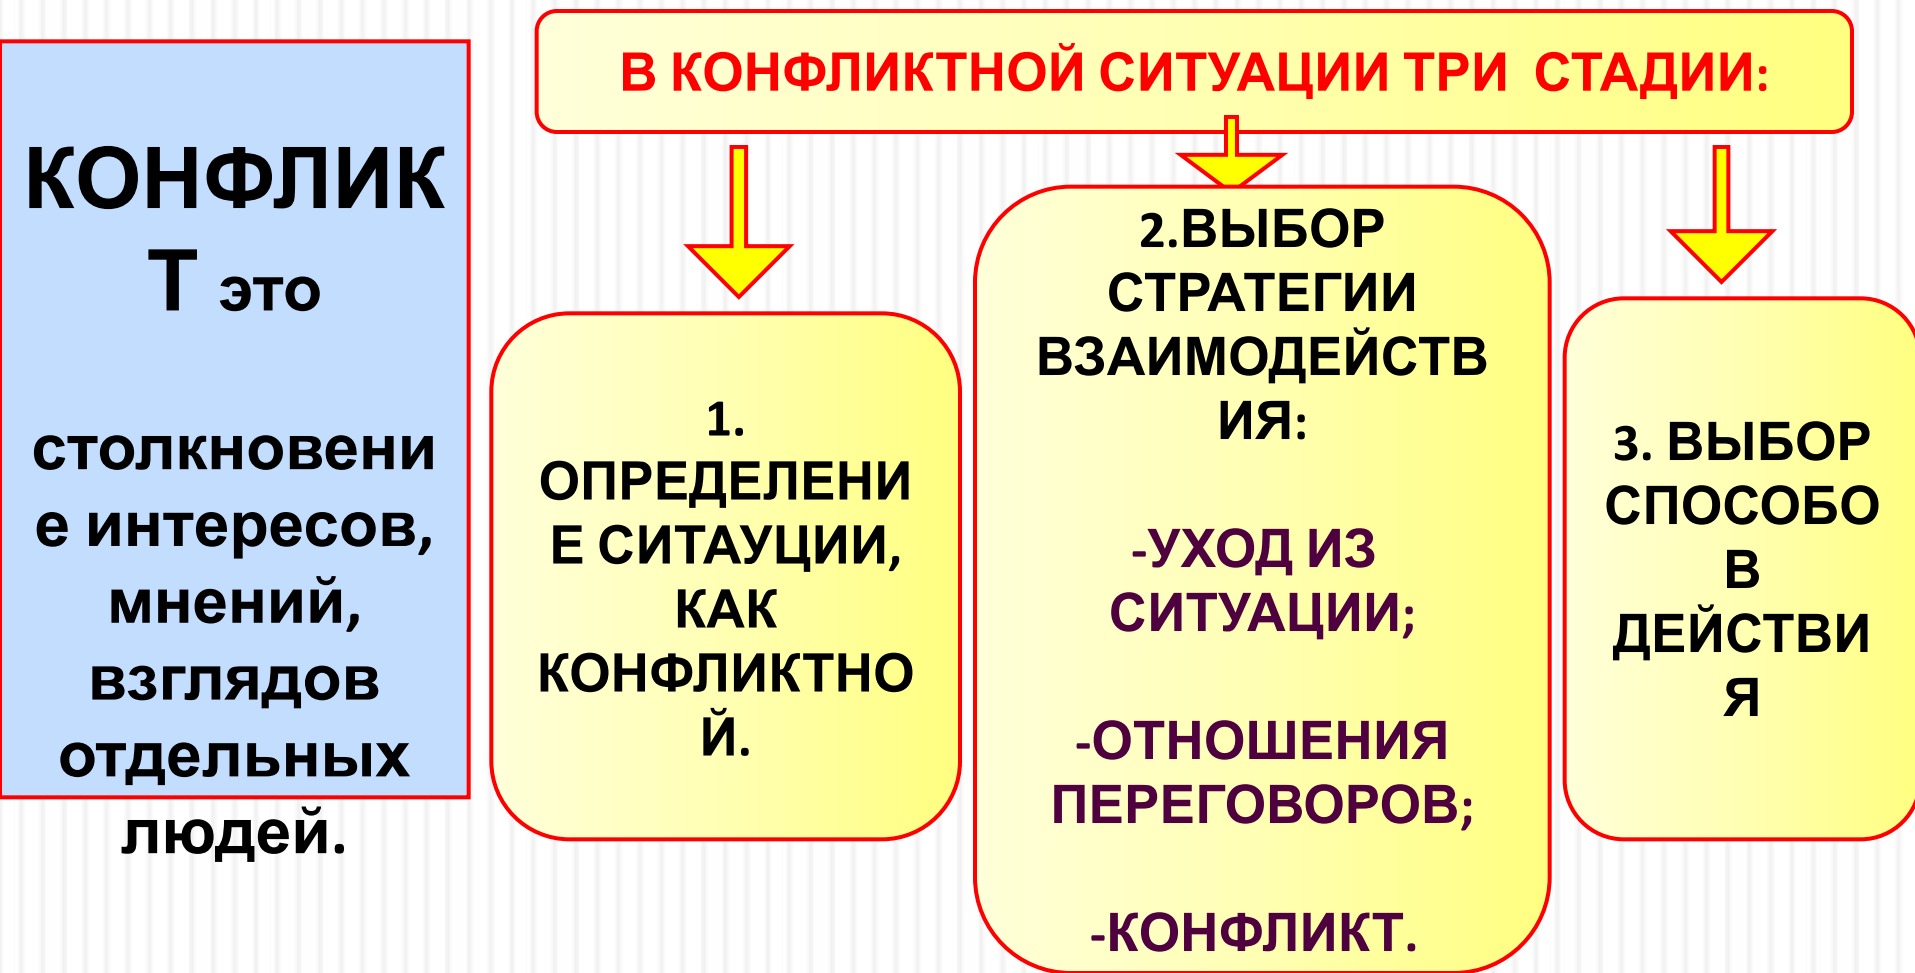 КОНФЛИК
Т это
столкновени
е интересов,
мнений,
взглядов
отдельных
людей.
В КОНФЛИКТНОЙ СИТУАЦИИ ТРИ СТАДИИ:
1.
ОПРЕДЕЛЕНИ
Е СИТАУЦИИ,
КАК
КОНФЛИКТНО
Й.
2.ВЫБОР
СТРАТЕГИИ
ВЗАИМОДЕЙСТВ
ИЯ:
-УХОД ИЗ
СИТУАЦИИ;
-ОТНОШЕНИЯ
ПЕРЕГОВОРОВ;
-КОНФЛИКТ.
3. ВЫБОР
СПОСОБО
В
ДЕЙСТВИ
Я